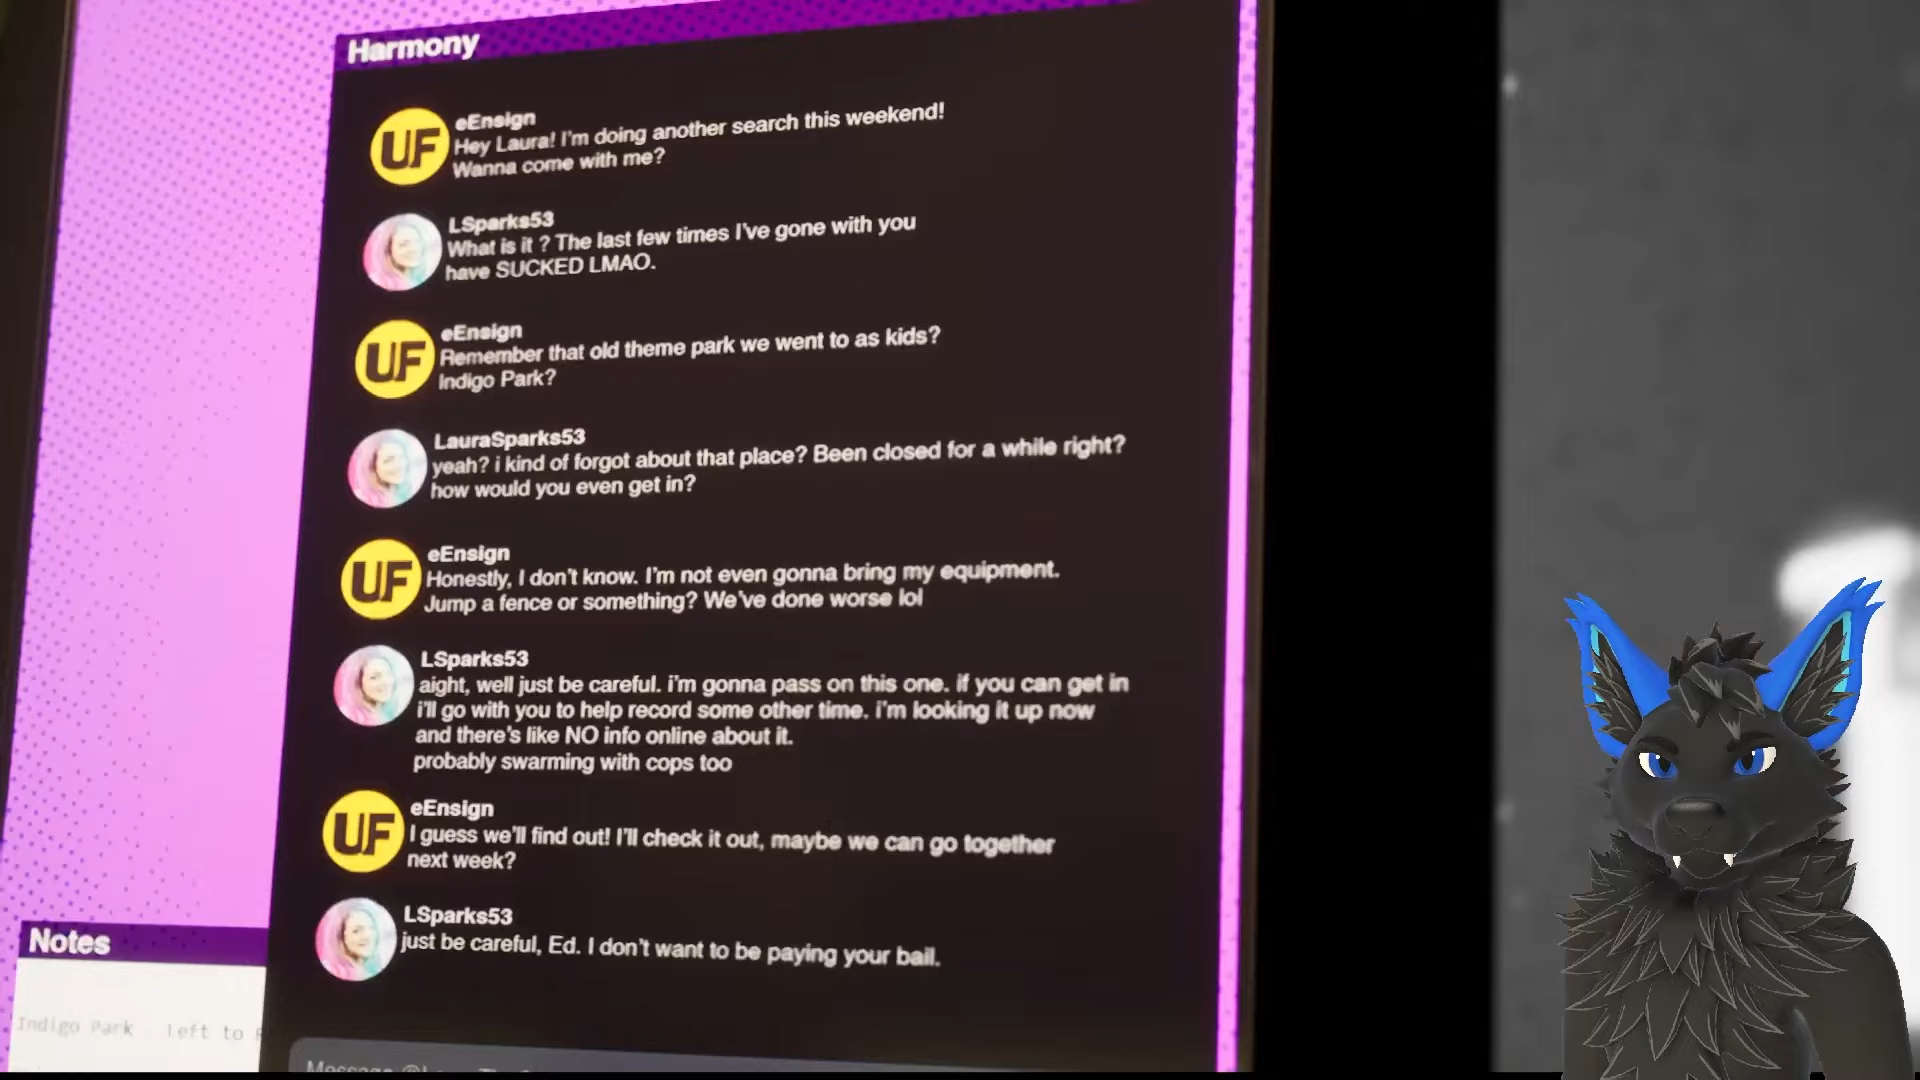 Harmony
UF
eEnsign
Hey Laura! I'm doing another search this weekend!
Wanna come with me?
LSparks53
What is it ? The last few times I've gone with you
have SUCKED LMAO.
UF
eEnsign
Remember that old theme park we went to as kids?
Indigo Park?
LauraSparks53
yeah? i kind of forgot about that place? Been closed for a while right?
how would you even get in?
UF
eEnsign
Honestly, I don't know. I'm not even gonna bring my equipment.
Jump a fence or something? We've done worse lol
LSparks53
aight, well just be careful. i'm gonna pass on this one. if you can get in
i'll go with you to help record some other time. i'm looking it up now
and there's like NO info online about it.
probably swarming with cops too
UF
eEnsign
I guess we'll find out! I'll check it out, maybe we can go together
next week?
LSparks53
just be careful, Ed. I don't want to be paying your bail.
Notes
Indigo Park Left to
Message